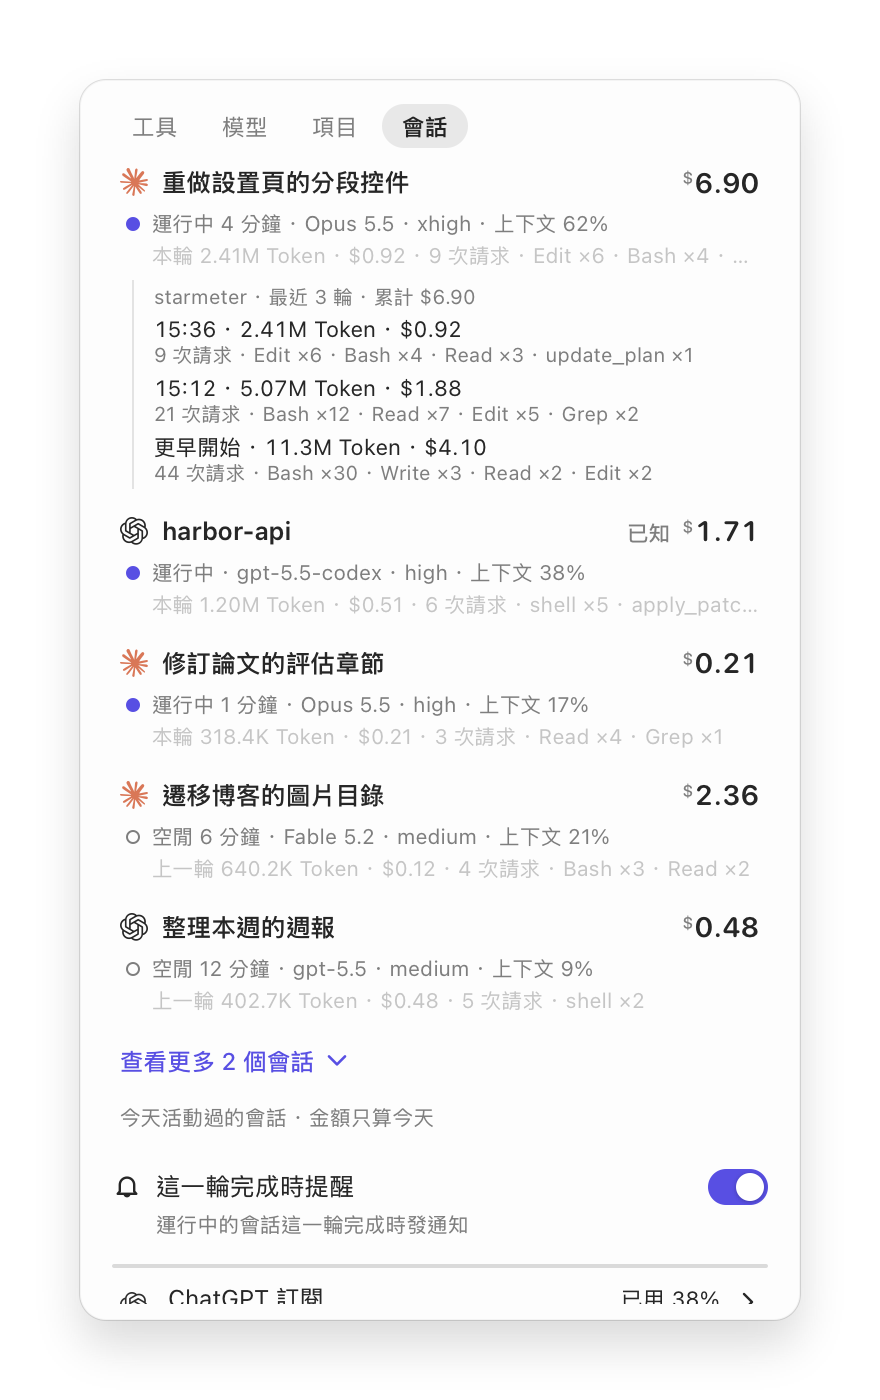 工具 模型 項目 會話
重做設置頁的分段控件 $6.90
運行中 4 分鐘 · Opus 5.5 · xhigh · 上下文 62%
本輪 2.41M Token · $0.92 · 9 次請求 · Edit ×6 · Bash ×4 · …
starmeter · 最近 3 輪 · 累計 $6.90
15:36 · 2.41M Token · $0.92
9 次請求 · Edit ×6 · Bash ×4 · Read ×3 · update_plan ×1
15:12 · 5.07M Token · $1.88
21 次請求 · Bash ×12 · Read ×7 · Edit ×5 · Grep ×2
更早開始 · 11.3M Token · $4.10
44 次請求 · Bash ×30 · Write ×3 · Read ×2 · Edit ×2
harbor-api 已知 $1.71
運行中 · gpt-5.5-codex · high · 上下文 38%
本輪 1.20M Token · $0.51 · 6 次請求 · shell ×5 · apply_patc…
修訂論文的評估章節 $0.21
運行中 1 分鐘 · Opus 5.5 · high · 上下文 17%
本輪 318.4K Token · $0.21 · 3 次請求 · Read ×4 · Grep ×1
遷移博客的圖片目錄 $2.36
空閒 6 分鐘 · Fable 5.2 · medium · 上下文 21%
上一輪 640.2K Token · $0.12 · 4 次請求 · Bash ×3 · Read ×2
整理本週的週報 $0.48
空閒 12 分鐘 · gpt-5.5 · medium · 上下文 9%
上一輪 402.7K Token · $0.48 · 5 次請求 · shell ×2
查看更多 2 個會話
今天活動過的會話 · 金額只算今天
這一輪完成時提醒
運行中的會話這一輪完成時發通知
ChatGPT 訂閱 已用 38%